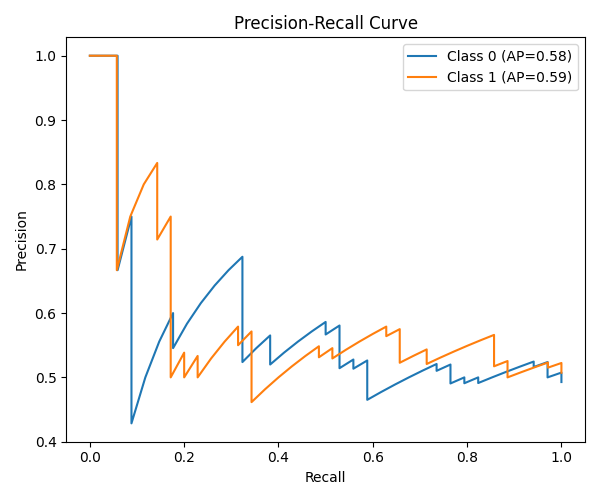 Precision-Recall Curve
Class 0 (AP=0.58)
Class 1 (AP=0.59)
Precision
1.0
0.9
0.8
0.7
0.6
0.5
0.4
0.0 0.2 0.4 0.6 0.8 1.0
Recall